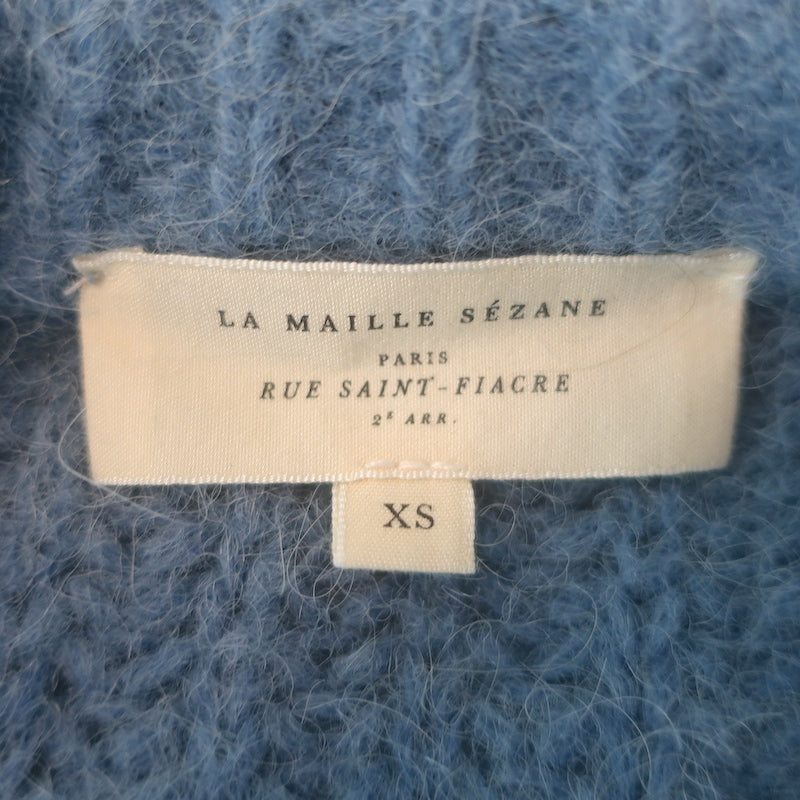 LA MAILLE SÉZANE
PARIS
RUE SAINT-FIACRE
2E ARR.
XS